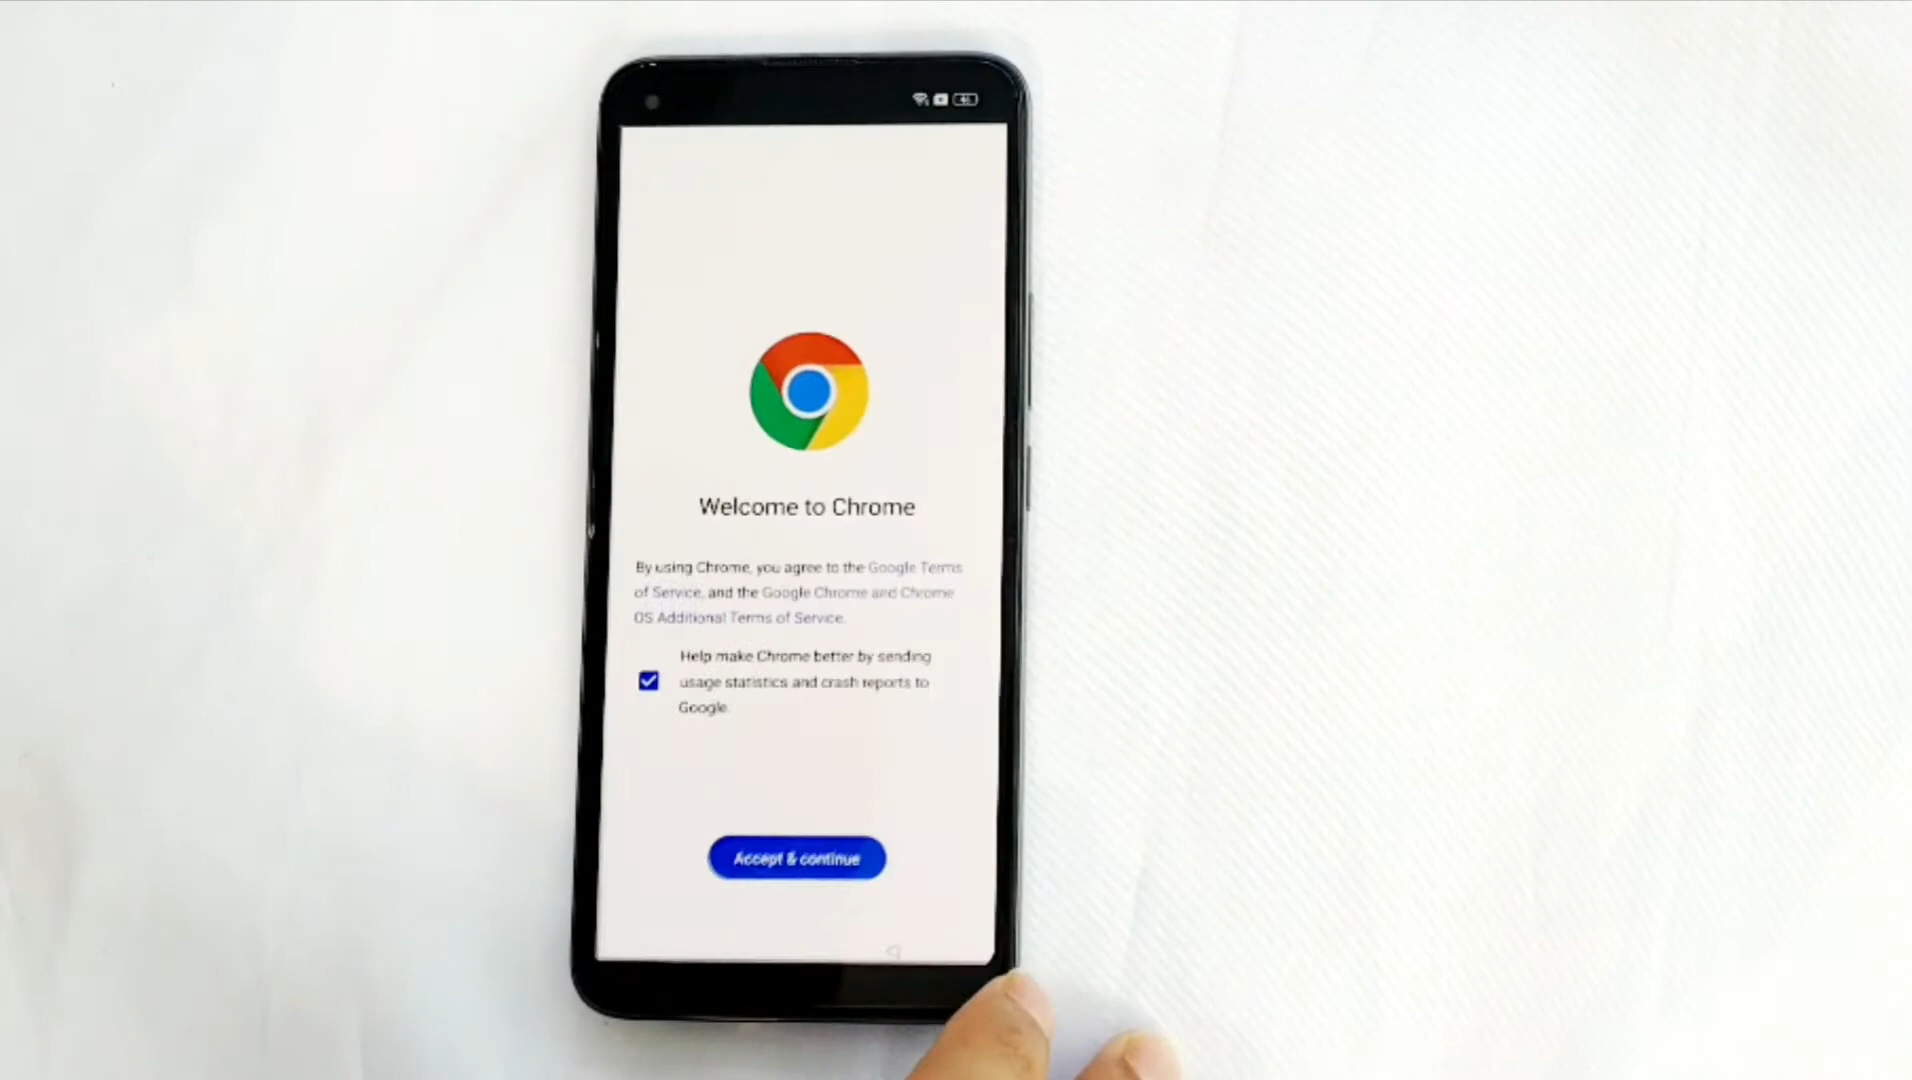 Welcome to Chrome
By using Chrome, you agree to the Google Terms
of Service, and the Google Chrome and Chrome
OS Additional Terms of Service.
Help make Chrome better by sending
usage statistics and crash reports to
Google.
Accept & continue